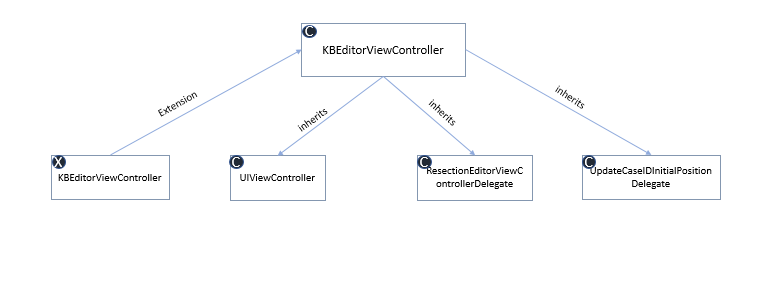 C
KBEditorViewController
Extension
inherits
inherits
inherits
X
KBEditorViewController
C
UIViewController
C
ResectionEditorViewC
ontrollerDelegate
C
UpdateCaseIDInitialPosition
Delegate